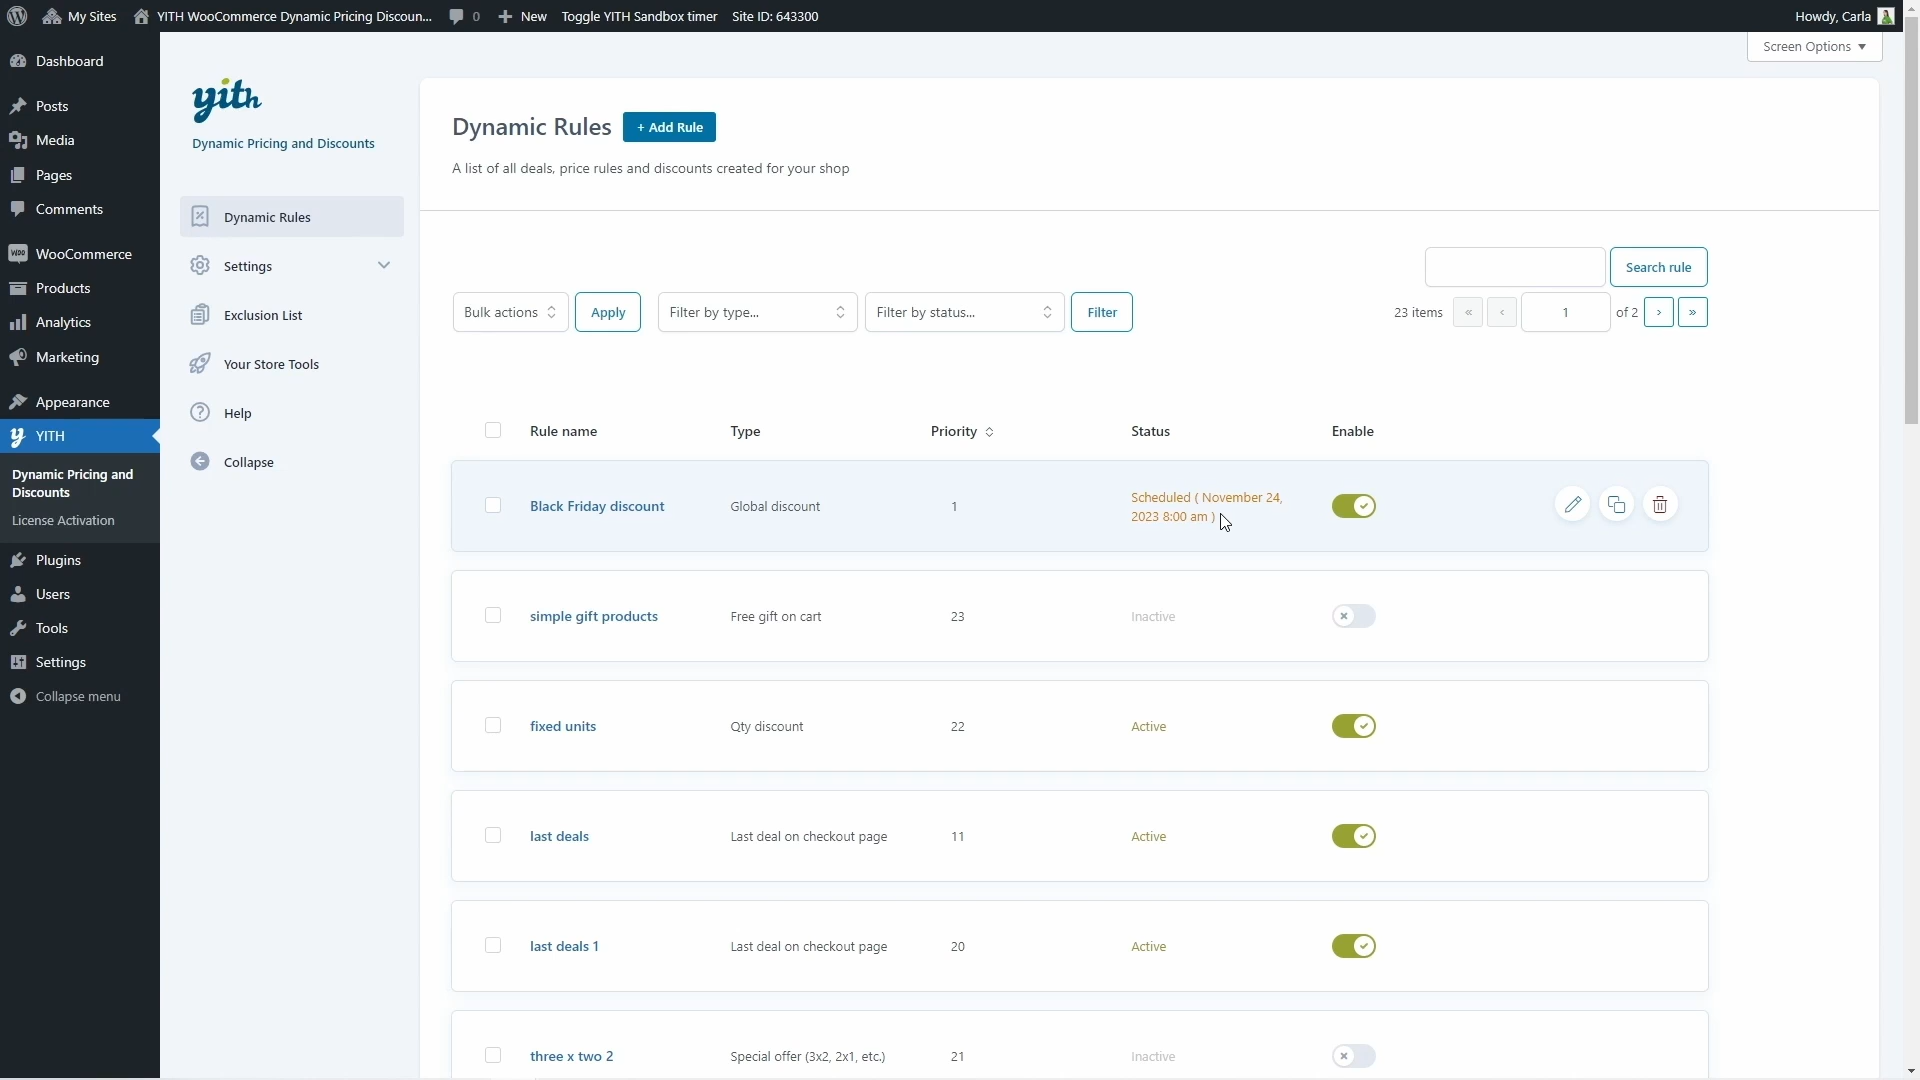 My Sites YITH WooCommerce Dynamic Pricing Discoun... 0 New Toggle YITH Sandbox timer Site ID: 643300 Howdy, Carla
Screen Options
Dashboard
Posts
Media
Pages
Comments
WooCommerce
Products
Analytics
Marketing
Appearance
YITH
Dynamic Pricing and
Discounts
License Activation
Plugins
Users
Tools
Settings
Collapse menu
yith
Dynamic Pricing and Discounts
Dynamic Rules
Settings
Exclusion List
Your Store Tools
Help
Collapse
Dynamic Rules + Add Rule
A list of all deals, price rules and discounts created for your shop
Search rule
Bulk actions Apply Filter by type... Filter by status... Filter 23 items « ‹ 1 of 2 › »
Rule name Type Priority Status Enable
Black Friday discount Global discount 1 Scheduled ( November 24,
2023 8:00 am )
simple gift products Free gift on cart 23 Inactive
fixed units Qty discount 22 Active
last deals Last deal on checkout page 11 Active
last deals 1 Last deal on checkout page 20 Active
three x two 2 Special offer (3x2, 2x1, etc.) 21 Inactive